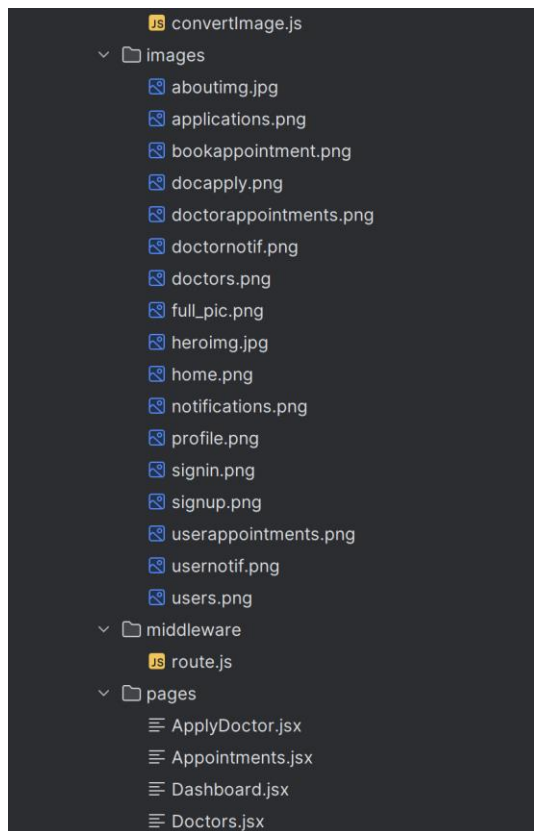 JS convertImage.js
images
aboutimg.jpg
applications.png
bookappointment.png
docapply.png
doctorappointments.png
doctornotif.png
doctors.png
full_pic.png
heroimg.jpg
home.png
notifications.png
profile.png
signin.png
signup.png
userappointments.png
usernotif.png
users.png
middleware
JS route.js
pages
ApplyDoctor.jsx
Appointments.jsx
Dashboard.jsx
Doctors.jsx